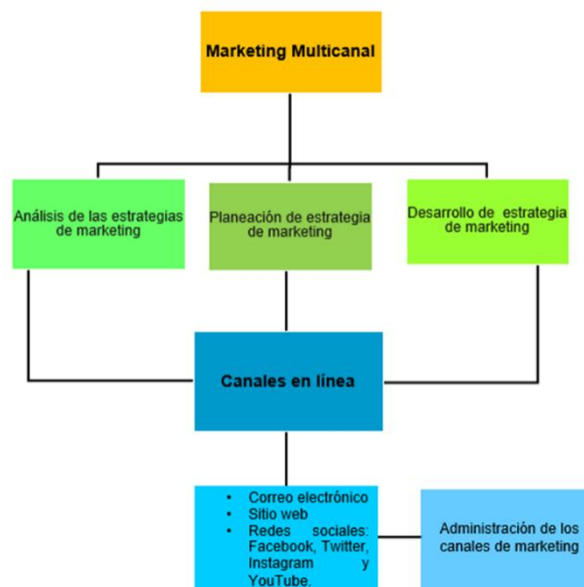 Marketing Multicanal
Análisis de las estrategias
de marketing
Planeación de estrategia
de marketing
Desarrollo de estrategia
de marketing
Canales en línea
• Correo electrónico
• Sitio web
• Redes sociales:
Facebook, Twitter,
Instagram y
YouTube.
Administración de los
canales de marketing